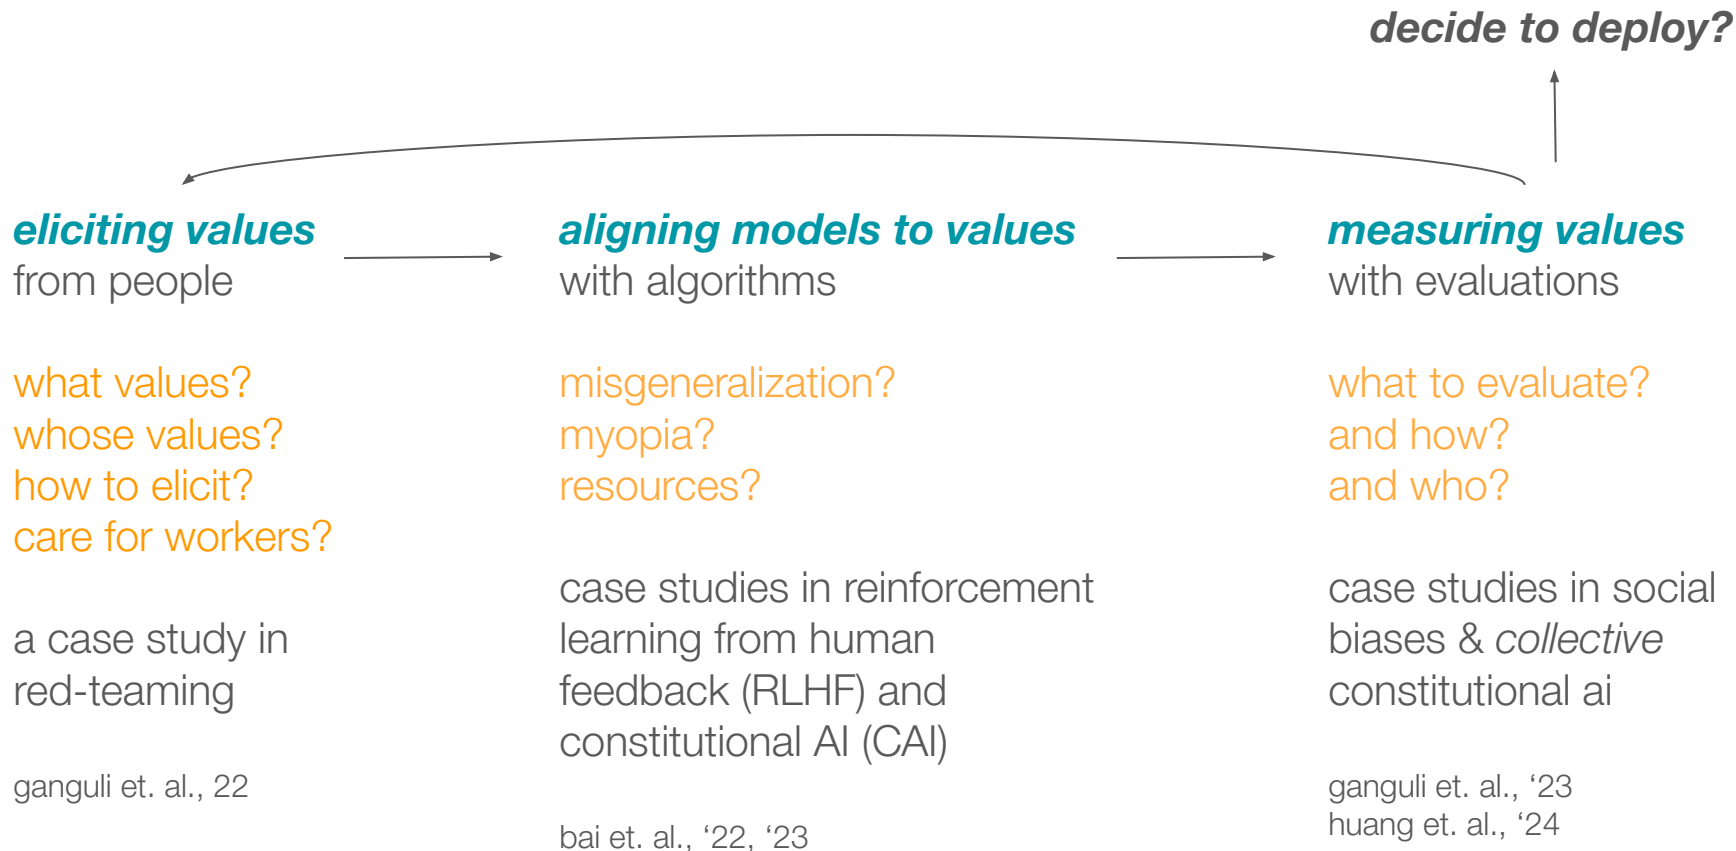 decide to deploy?
eliciting values
from people
what values?
whose values?
how to elicit?
care for workers?
a case study in
red-teaming
ganguli et. al., 22
aligning models to values
with algorithms
misgeneralization?
myopia?
resources?
case studies in reinforcement
learning from human
feedback (RLHF) and
constitutional AI (CAI)
bai et. al., ‘22, ‘23
measuring values
with evaluations
what to evaluate?
and how?
and who?
case studies in social
biases & collective
constitutional ai
ganguli et. al., ‘23
huang et. al., ‘24